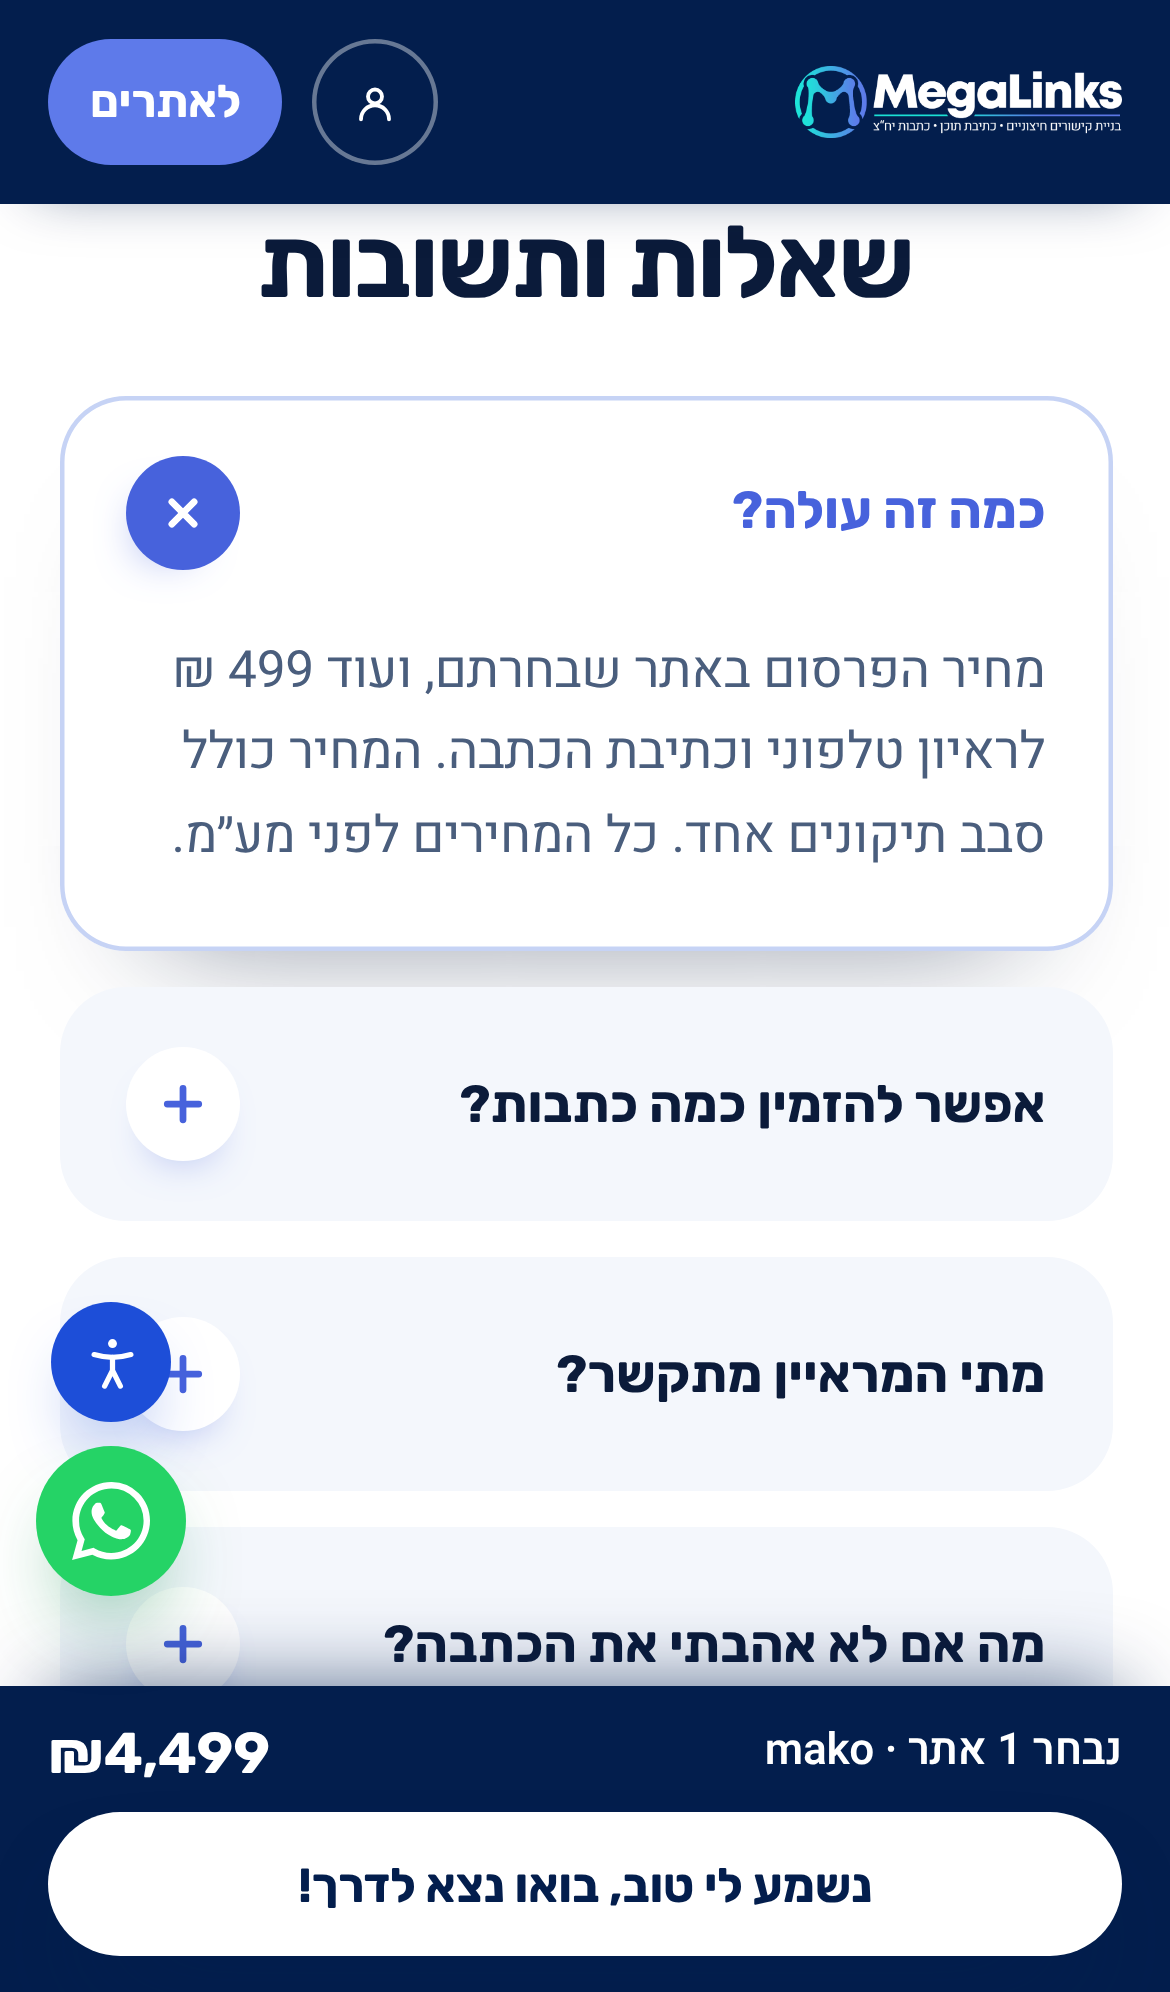 MegaLinks
בניית קישורים חיצוניים • כתיבת תוכן • כתבות יח"צ
לאתרים
שאלות ותשובות
כמה זה עולה?
מחיר הפרסום באתר שבחרתם, ועוד 499 ₪
לראיון טלפוני וכתיבת הכתבה. המחיר כולל
סבב תיקונים אחד. כל המחירים לפני מע״מ.
אפשר להזמין כמה כתבות?
מתי המראיין מתקשר?
מה אם לא אהבתי את הכתבה?
נבחר 1 אתר · mako
₪4,499
נשמע לי טוב, בואו נצא לדרך!